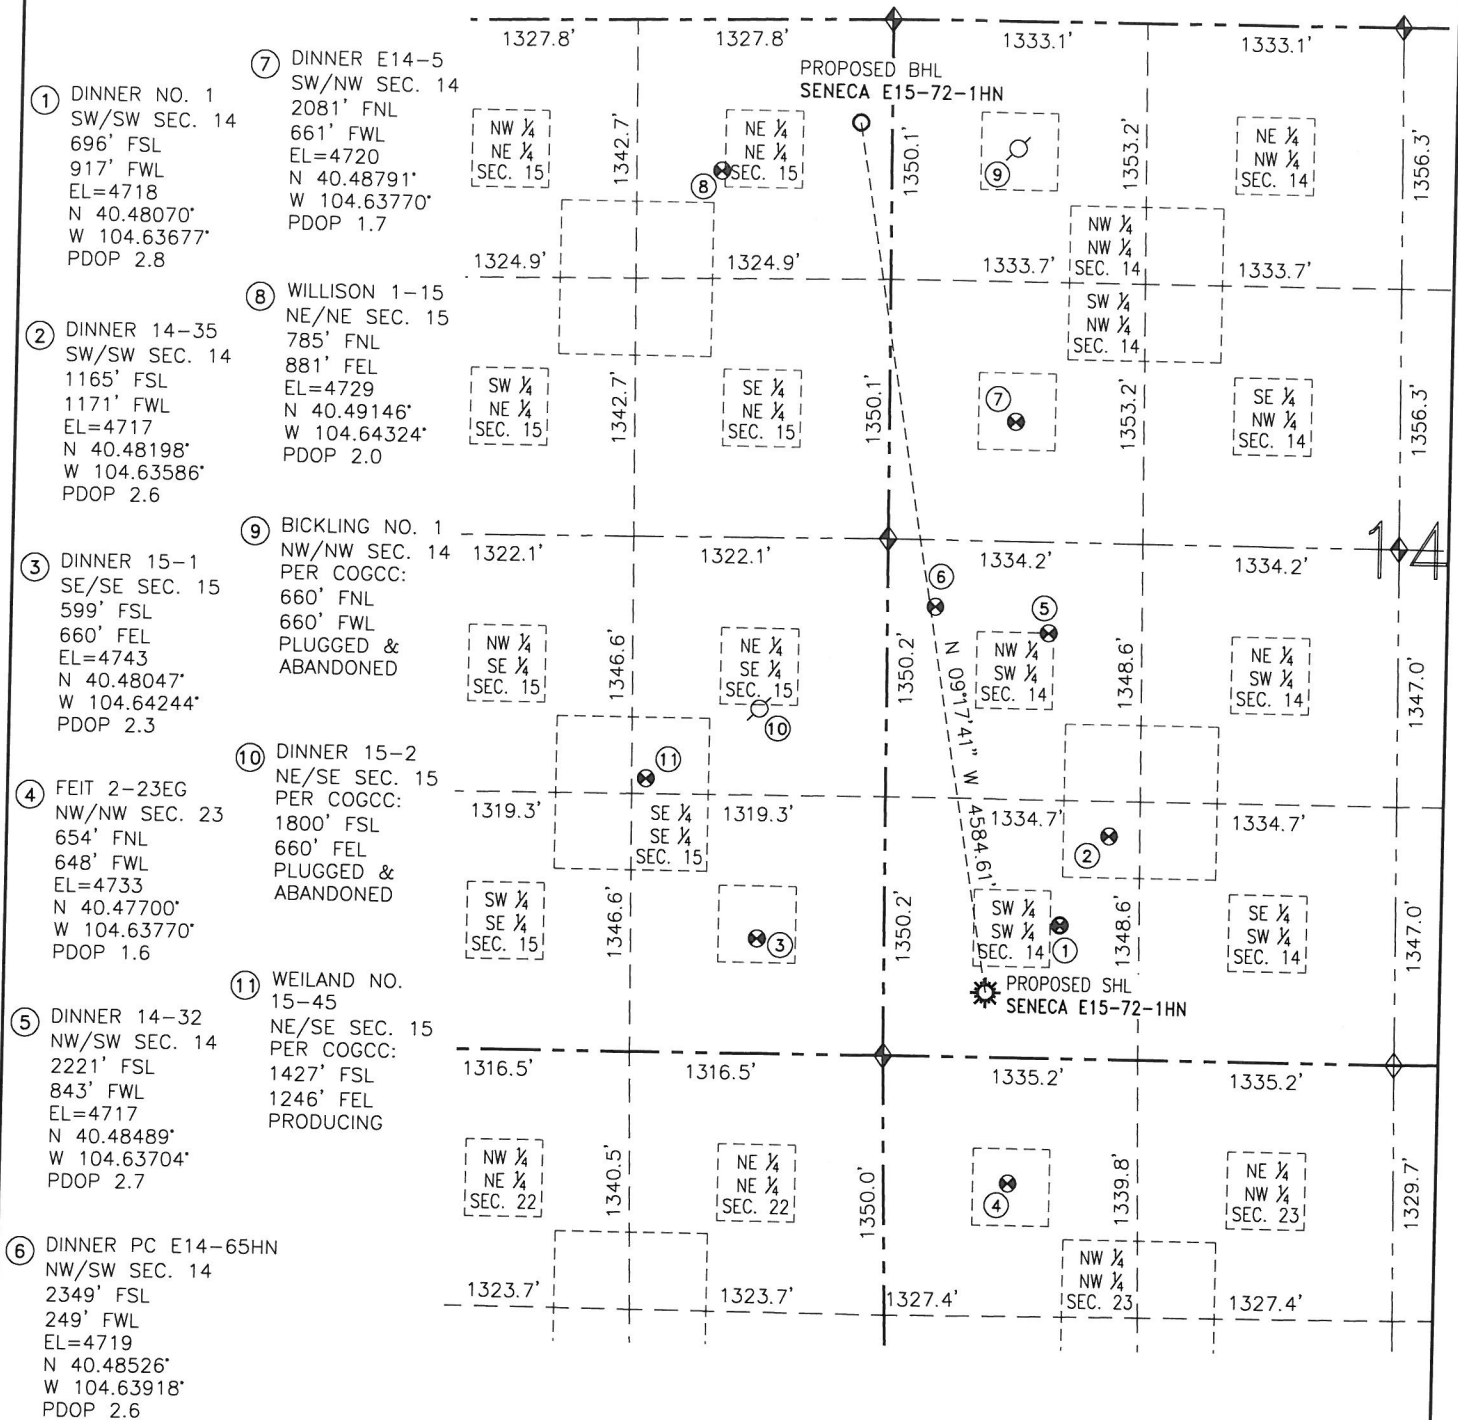 1 DINNER NO. 1
SW/SW SEC. 14
696' FSL
917' FWL
EL=4718
N 40.48070°
W 104.63677°
PDOP 2.8
2 DINNER 14-35
SW/SW SEC. 14
1165' FSL
1171' FWL
EL=4717
N 40.48198°
W 104.63586°
PDOP 2.6
3 DINNER 15-1
SE/SE SEC. 15
599' FSL
660' FEL
EL=4743
N 40.48047°
W 104.64244°
PDOP 2.3
4 FEIT 2-23EG
NW/NW SEC. 23
654' FNL
648' FWL
EL=4733
N 40.47700°
W 104.63770°
PDOP 1.6
5 DINNER 14-32
NW/SW SEC. 14
2221' FSL
843' FWL
EL=4717
N 40.48489°
W 104.63704°
PDOP 2.7
6 DINNER PC E14-65HN
NW/SW SEC. 14
2349' FSL
249' FWL
EL=4719
N 40.48526°
W 104.63918°
PDOP 2.6
7 DINNER E14-5
SW/NW SEC. 14
2081' FNL
661' FWL
EL=4720
N 40.48791°
W 104.63770°
PDOP 1.7
8 WILLISON 1-15
NE/NE SEC. 15
785' FNL
881' FEL
EL=4729
N 40.49146°
W 104.64324°
PDOP 2.0
9 BICKLING NO. 1
NW/NW SEC. 14
PER COGCC:
660' FNL
660' FWL
PLUGGED &
ABANDONED
10 DINNER 15-2
NE/SE SEC. 15
PER COGCC:
1800' FSL
660' FEL
PLUGGED &
ABANDONED
11 WEILAND NO.
15-45
NE/SE SEC. 15
PER COGCC:
1427' FSL
1246' FEL
PRODUCING
1327.8' 1327.8' 1333.1' 1333.1'
PROPOSED BHL
SENECA E15-72-1HN
NW ¼
NE ¼
SEC. 15
1342.7'
NE ¼
NE ¼
SEC. 15
8
1350.1'
9
1353.2'
NE ¼
NW ¼
SEC. 14
1356.3'
NW ¼
NW ¼
SEC. 14
1324.9' 1324.9' 1333.7' 1333.7'
SW ¼
NW ¼
SEC. 14
SW ¼
NE ¼
SEC. 15
1342.7'
SE ¼
NE ¼
SEC. 15
1350.1'
7
1353.2'
SE ¼
NW ¼
SEC. 14
1356.3'
14
1322.1' 1322.1' 1334.2' 1334.2'
6
5
NW ¼
SE ¼
SEC. 15
1346.6'
NE ¼
SE ¼
SEC. 15
10
1350.2'
N 09°17'41" W 4584.61'
NW ¼
SW ¼
SEC. 14
1348.6'
NE ¼
SW ¼
SEC. 14
1347.0'
11
1319.3' 1319.3' 1334.7' 1334.7'
SE ¼
SE ¼
SEC. 15
2
SW ¼
SE ¼
SEC. 15
1346.6'
3
1350.2'
SW ¼
SW ¼
SEC. 14
1
1348.6'
SE ¼
SW ¼
SEC. 14
1347.0'
PROPOSED SHL
SENECA E15-72-1HN
1316.5' 1316.5' 1335.2' 1335.2'
NW ¼
NE ¼
SEC. 22
1340.5'
NE ¼
NE ¼
SEC. 22
1350.0'
4
1339.8'
NE ¼
NW ¼
SEC. 23
1329.7'
NW ¼
NW ¼
SEC. 23
1323.7' 1323.7' 1327.4' 1327.4'